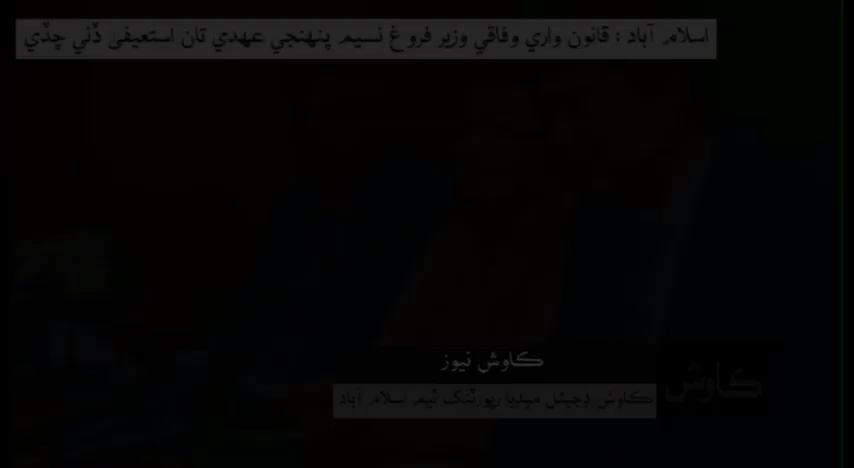 اسلام آباد : قانون واري وفاقي وزير فروغ نسيم پنهنجي عهدي تان استعيفيٰ ڏئي ڇڏي
ڪاوش نيوز
ڪاوش
ڪاوش ڊجيٽل ميڊيا رپورٽنگ ٽيم اسلام آباد